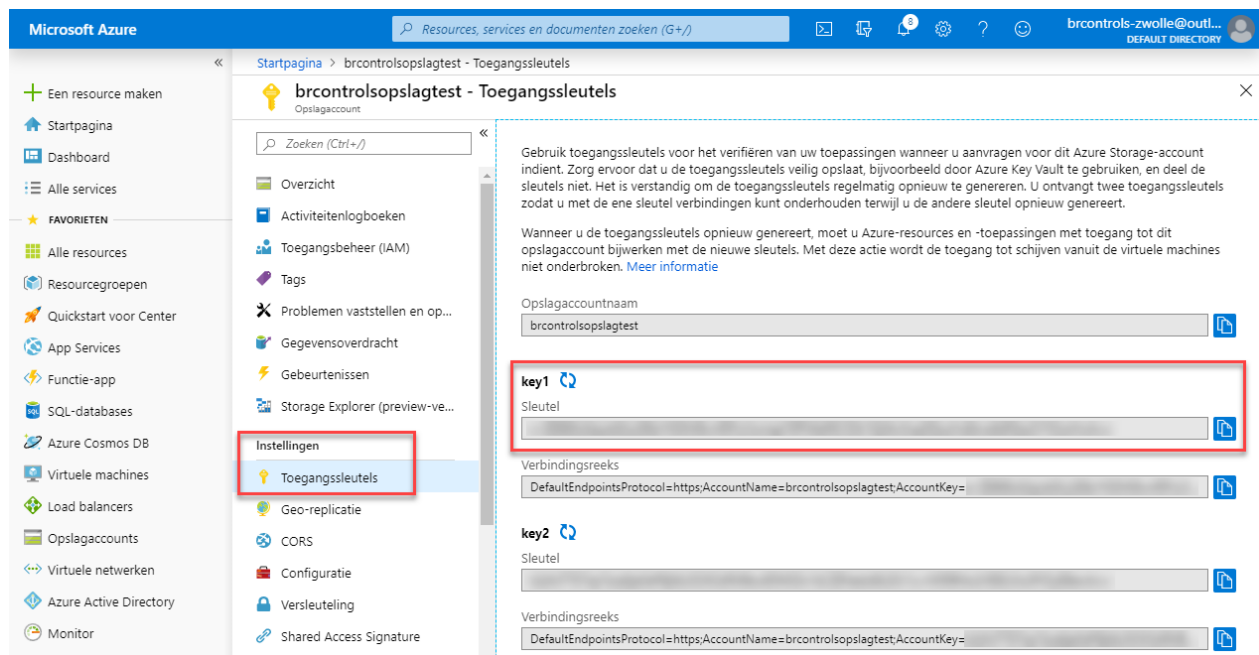 Microsoft Azure
Resources, services en documenten zoeken (G+/)
8
brcontrols-zwolle@outl...
DEFAULT DIRECTORY
«
Een resource maken
Startpagina
Dashboard
Alle services
FAVORIETEN
Alle resources
Resourcegroepen
Quickstart voor Center
App Services
Functie-app
SQL
SQL-databases
Azure Cosmos DB
Virtuele machines
Load balancers
Opslagaccounts
Virtuele netwerken
Azure Active Directory
Monitor
Startpagina > brcontrolsopslagtest - Toegangssleutels
brcontrolsopslagtest - Toegangssleutels
Opslagaccount
Zoeken (Ctrl+/)
«
Overzicht
Activiteitenlogboeken
Toegangsbeheer (IAM)
Tags
Problemen vaststellen en op...
Gegevensoverdracht
Gebeurtenissen
Storage Explorer (preview-ve...
Instellingen
Toegangssleutels
Geo-replicatie
CORS
Configuratie
Versleuteling
Shared Access Signature
Gebruik toegangssleutels voor het verifiëren van uw toepassingen wanneer u aanvragen voor dit Azure Storage-account
indient. Zorg ervoor dat u de toegangssleutels veilig opslaat, bijvoorbeeld door Azure Key Vault te gebruiken, en deel de
sleutels niet. Het is verstandig om de toegangssleutels regelmatig opnieuw te genereren. U ontvangt twee toegangssleutels
zodat u met de ene sleutel verbindingen kunt onderhouden terwijl u de andere sleutel opnieuw genereert.
Wanneer u de toegangssleutels opnieuw genereert, moet u Azure-resources en -toepassingen met toegang tot dit
opslagaccount bijwerken met de nieuwe sleutels. Met deze actie wordt de toegang tot schijven vanuit de virtuele machines
niet onderbroken. Meer informatie
Opslagaccountnaam
brcontrolsopslagtest
key1
Sleutel
Verbindingsreeks
DefaultEndpointsProtocol=https;AccountName=brcontrolsopslagtest;AccountKey=
key2
Sleutel
Verbindingsreeks
DefaultEndpointsProtocol=https;AccountName=brcontrolsopslagtest;AccountKey=